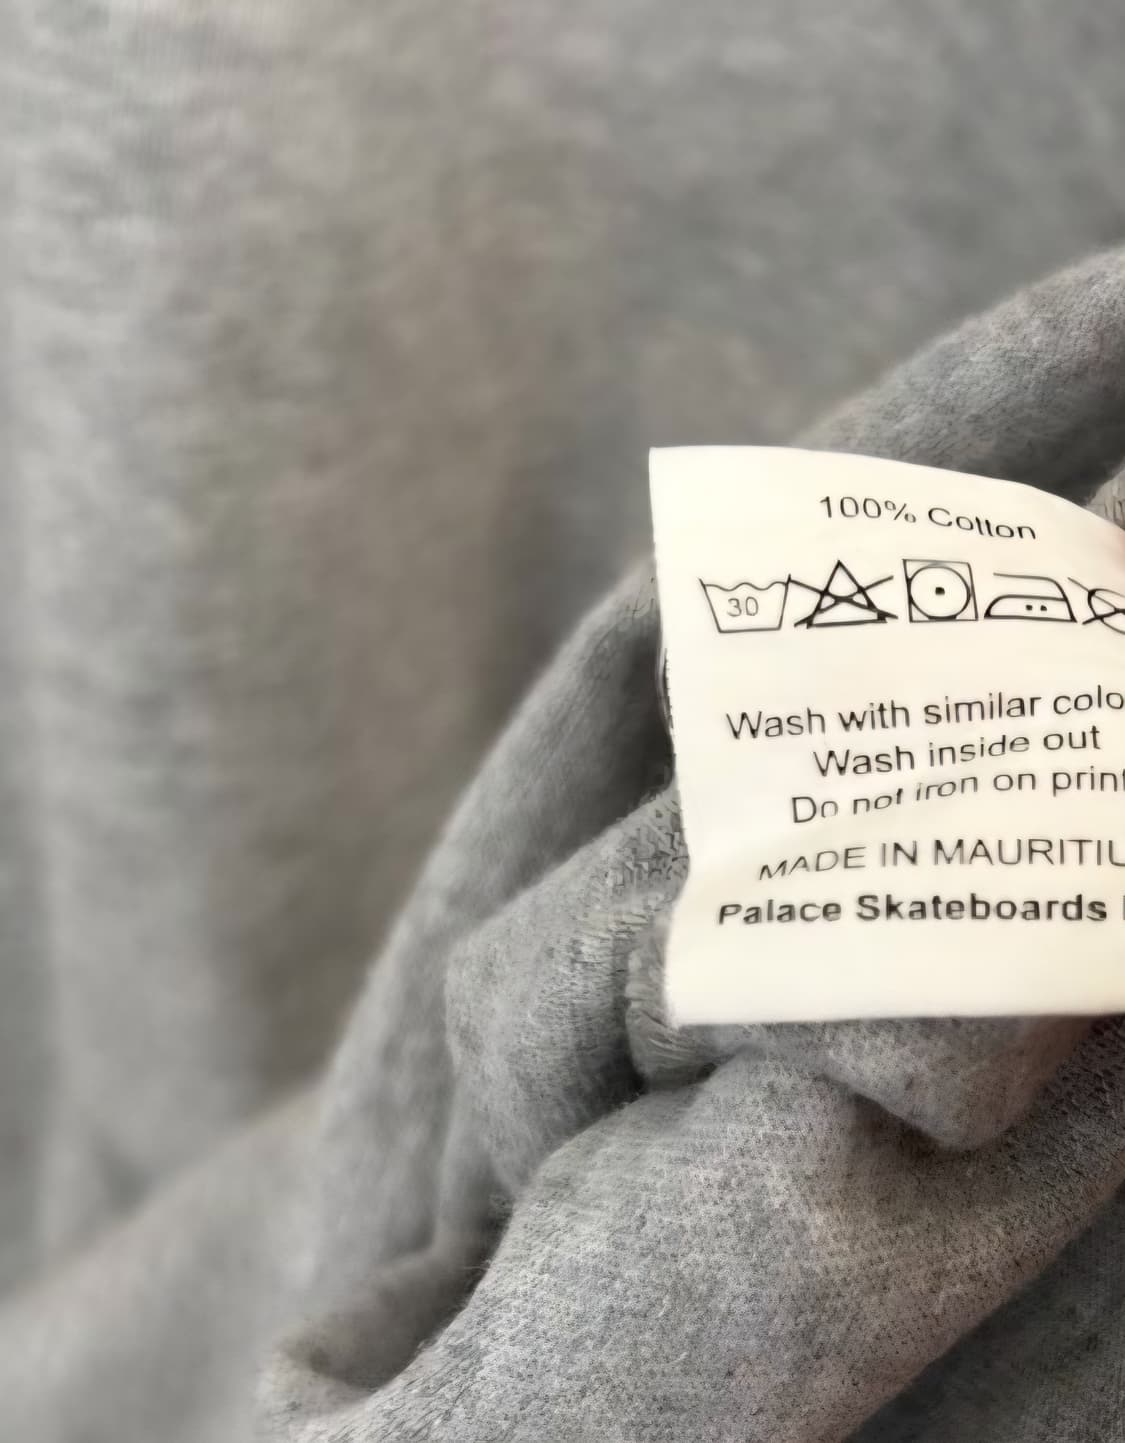 100% Cotton
30
Wash with similar colo
Wash inside out
Do not iron on print
MADE IN MAURITIU
Palace Skateboards